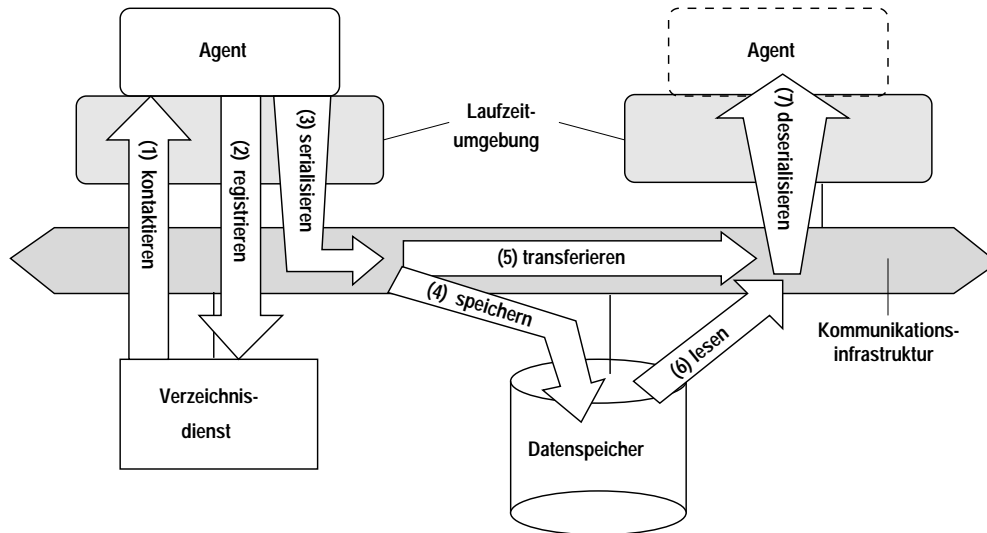 Agent
Agent
Laufzeit-
umgebung
(1) kontaktieren
(2) registrieren
(3) serialisieren
(7) deserialisieren
(5) transferieren
(4) speichern
(6) lesen
Kommunikations-
infrastruktur
Verzeichnis-
dienst
Datenspeicher